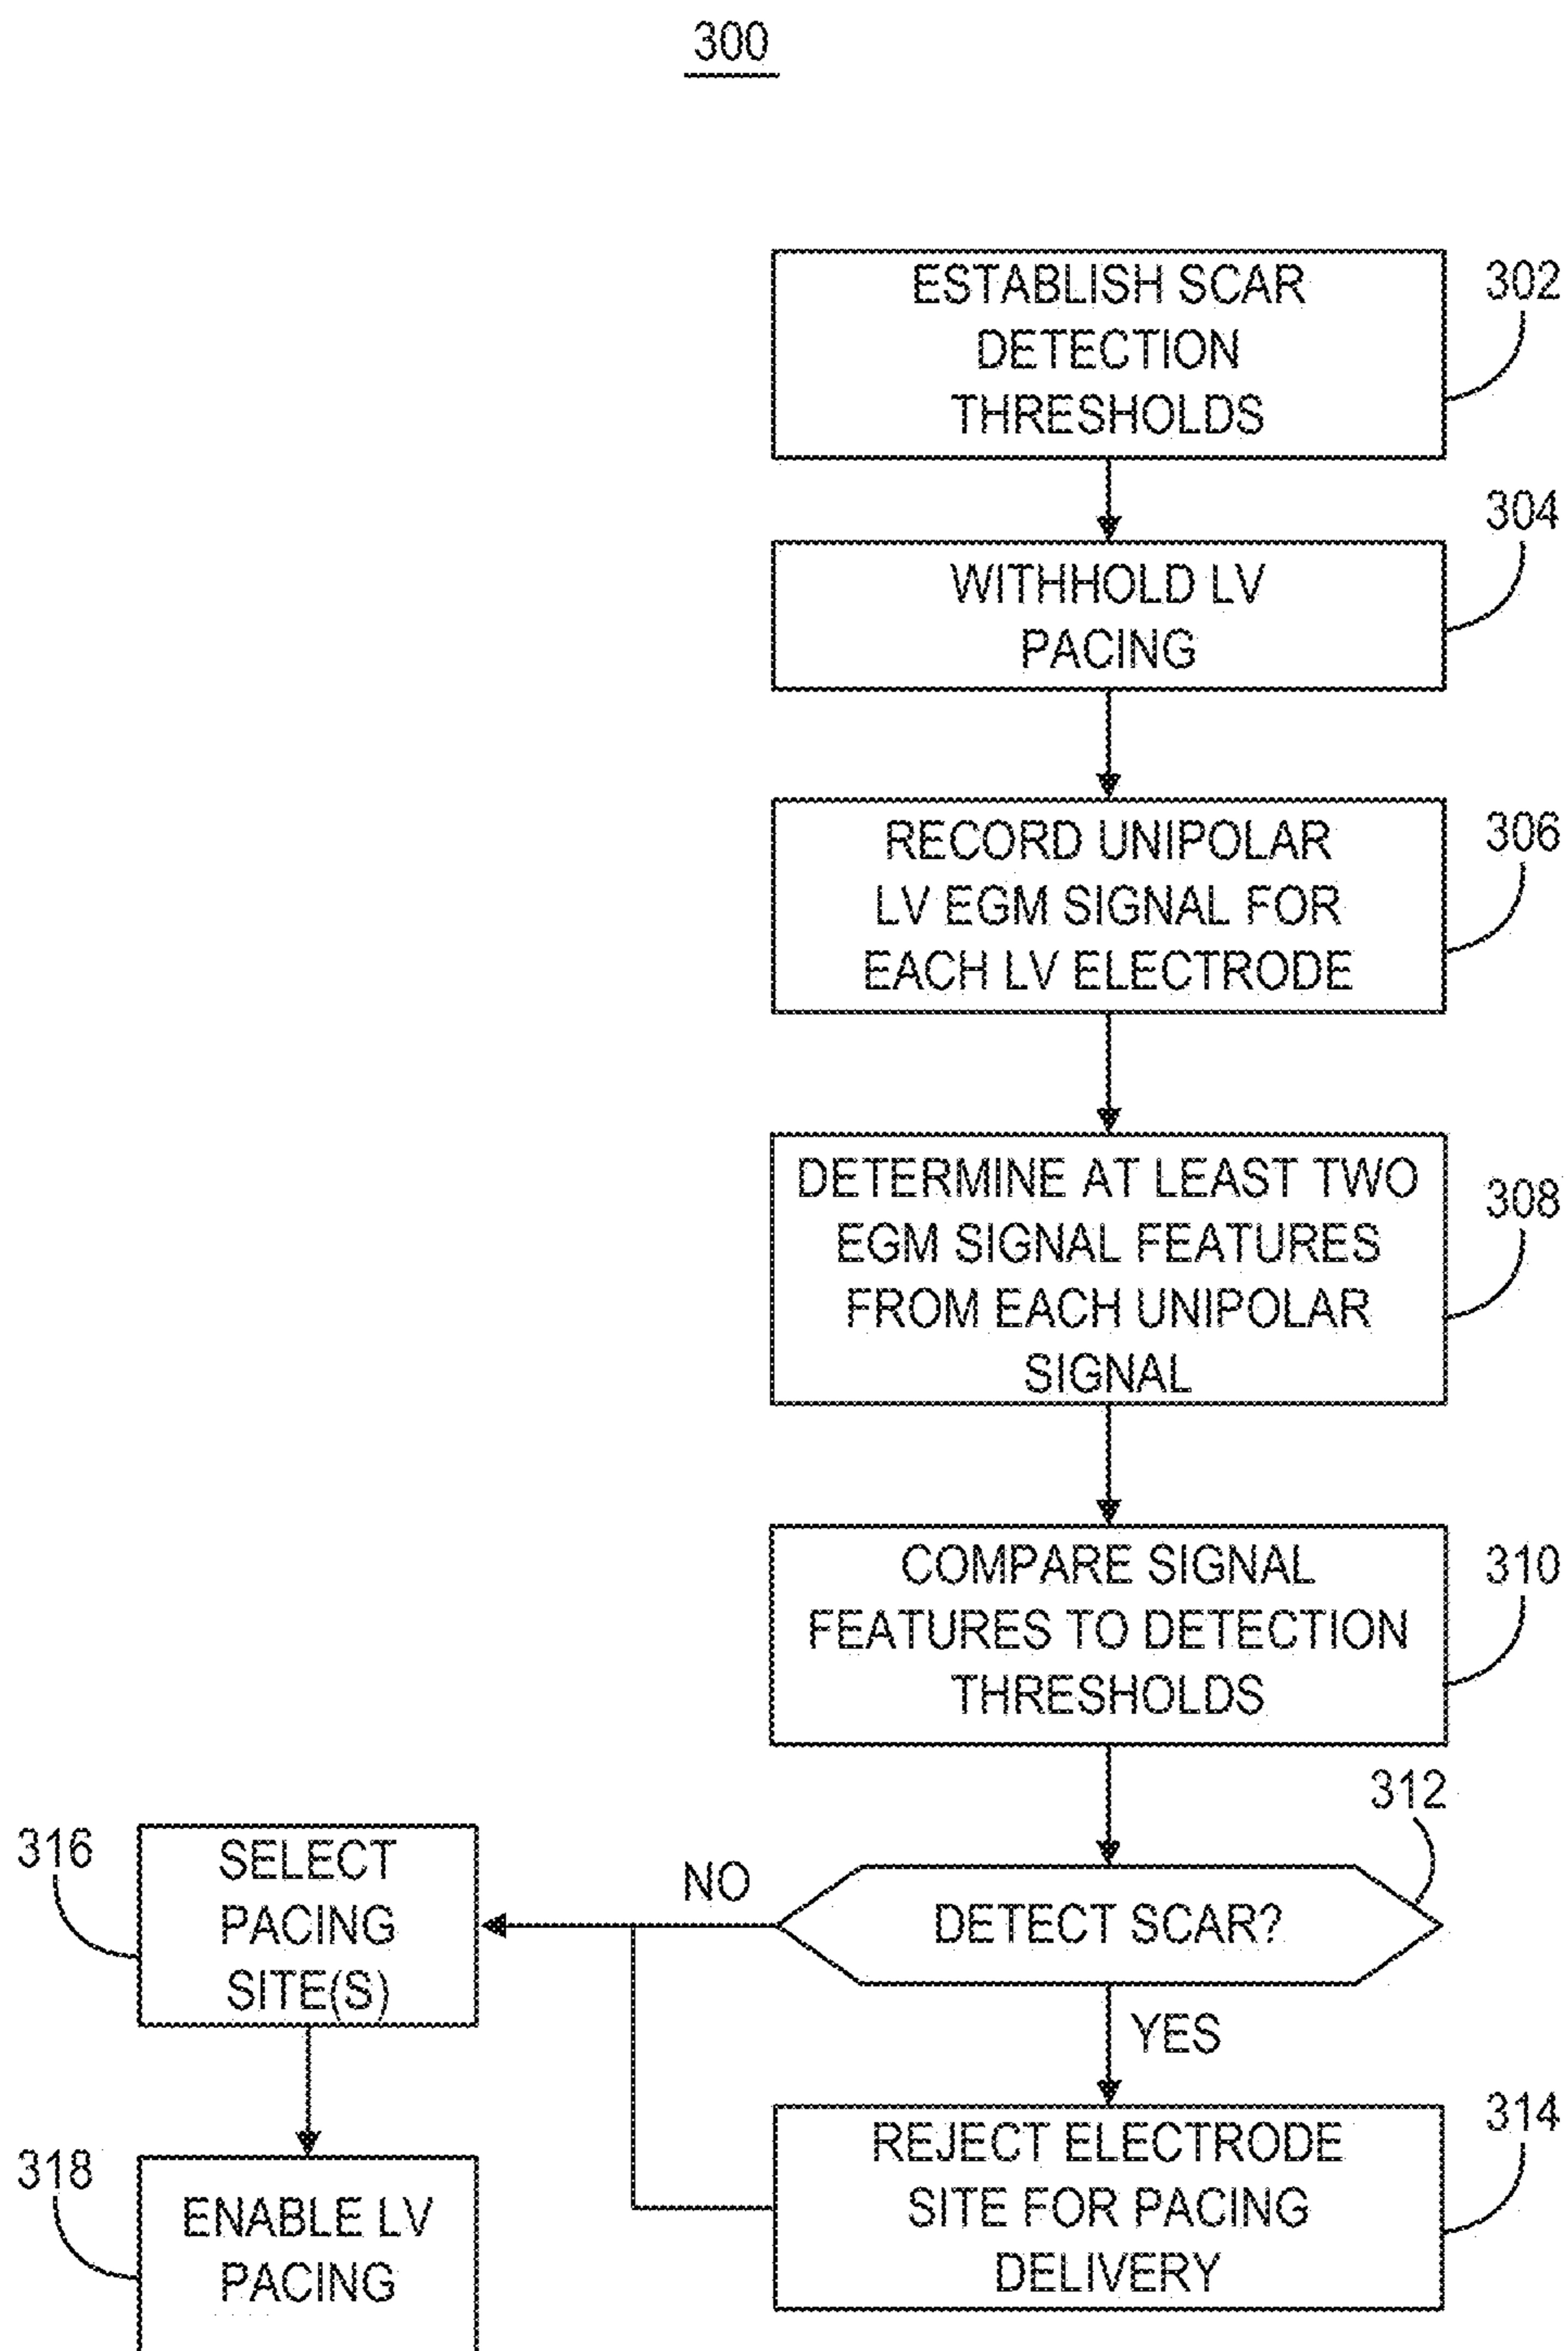 300
ESTABLISH SCAR
DETECTION
THRESHOLDS
302
WITHHOLD LV
PACING
304
RECORD UNIPOLAR
LV EGM SIGNAL FOR
EACH LV ELECTRODE
306
DETERMINE AT LEAST TWO
EGM SIGNAL FEATURES
FROM EACH UNIPOLAR
SIGNAL
308
COMPARE SIGNAL
FEATURES TO DETECTION
THRESHOLDS
310
312
DETECT SCAR?
NO
YES
316
SELECT
PACING
SITE(S)
REJECT ELECTRODE
SITE FOR PACING
DELIVERY
314
318
ENABLE LV
PACING